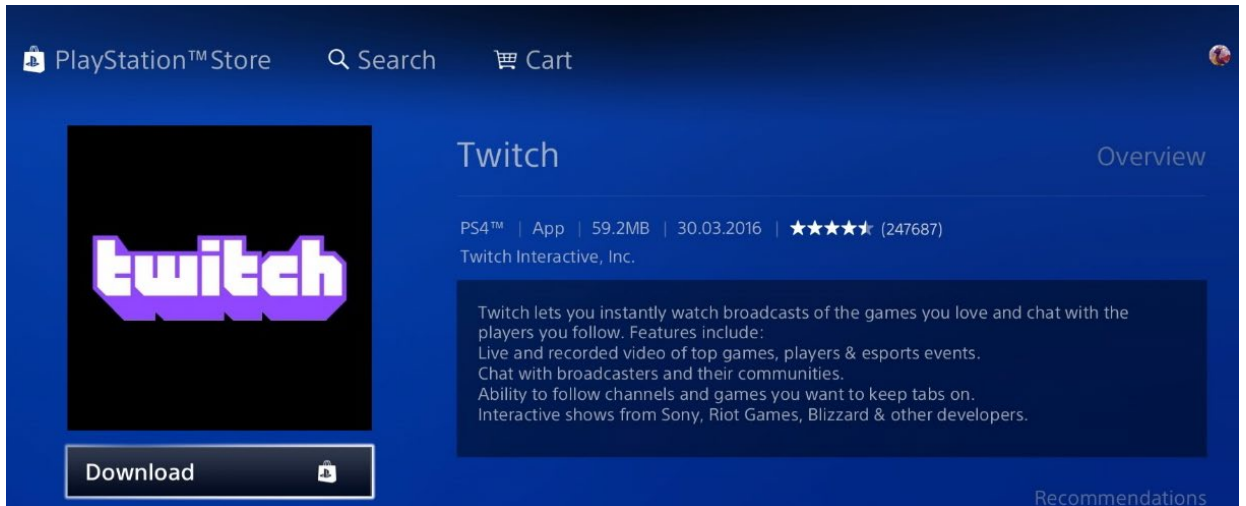 PlayStation™Store Search Cart
twitch
Twitch Overview
PS4™ | App | 59.2MB | 30.03.2016 | (247687)
Twitch Interactive, Inc.
Twitch lets you instantly watch broadcasts of the games you love and chat with the
players you follow. Features include:
Live and recorded video of top games, players & esports events.
Chat with broadcasters and their communities.
Ability to follow channels and games you want to keep tabs on.
Interactive shows from Sony, Riot Games, Blizzard & other developers.
Download
Recommendations